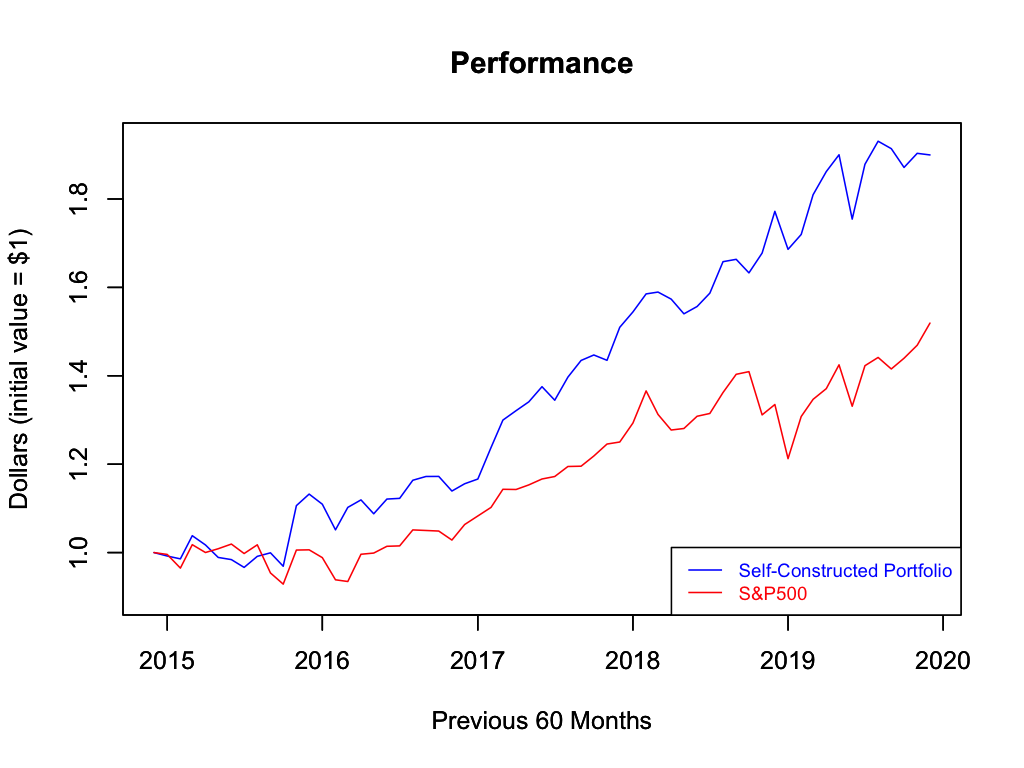 Performance
Dollars (initial value = $1)
1.8
1.6
1.4
1.2
1.0
Self-Constructed Portfolio
S&P500
2015 2016 2017 2018 2019 2020
Previous 60 Months